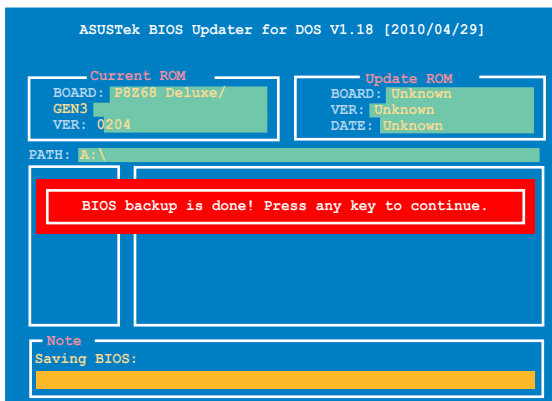 ASUSTek BIOS Updater for DOS V1.18 [2010/04/29]
Current ROM
BOARD: P8Z68 Deluxe/
GEN3
VER: 0204
Update ROM
BOARD: Unknown
VER: Unknown
DATE: Unknown
PATH: A:\
BIOS backup is done! Press any key to continue.
Note
Saving BIOS: